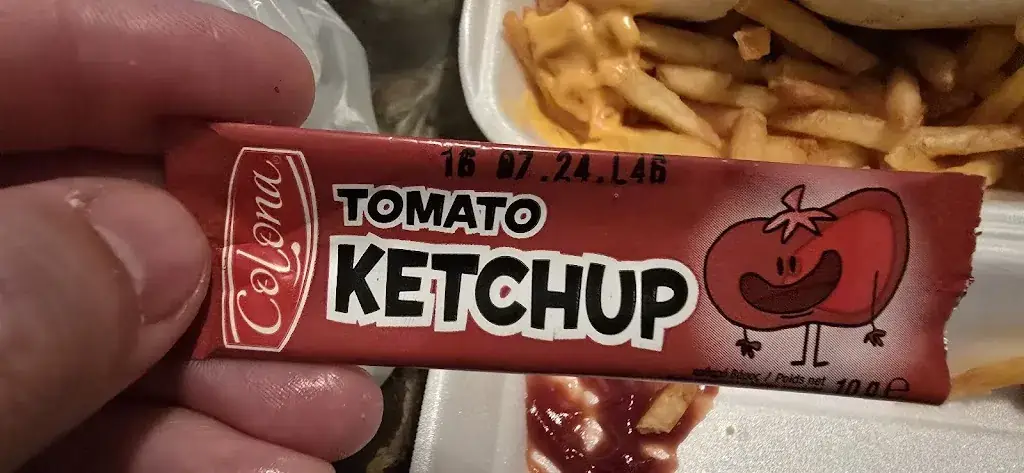 Colona
16 07.24.L46
TOMATO
KETCHUP
/ Poids net 10 g e